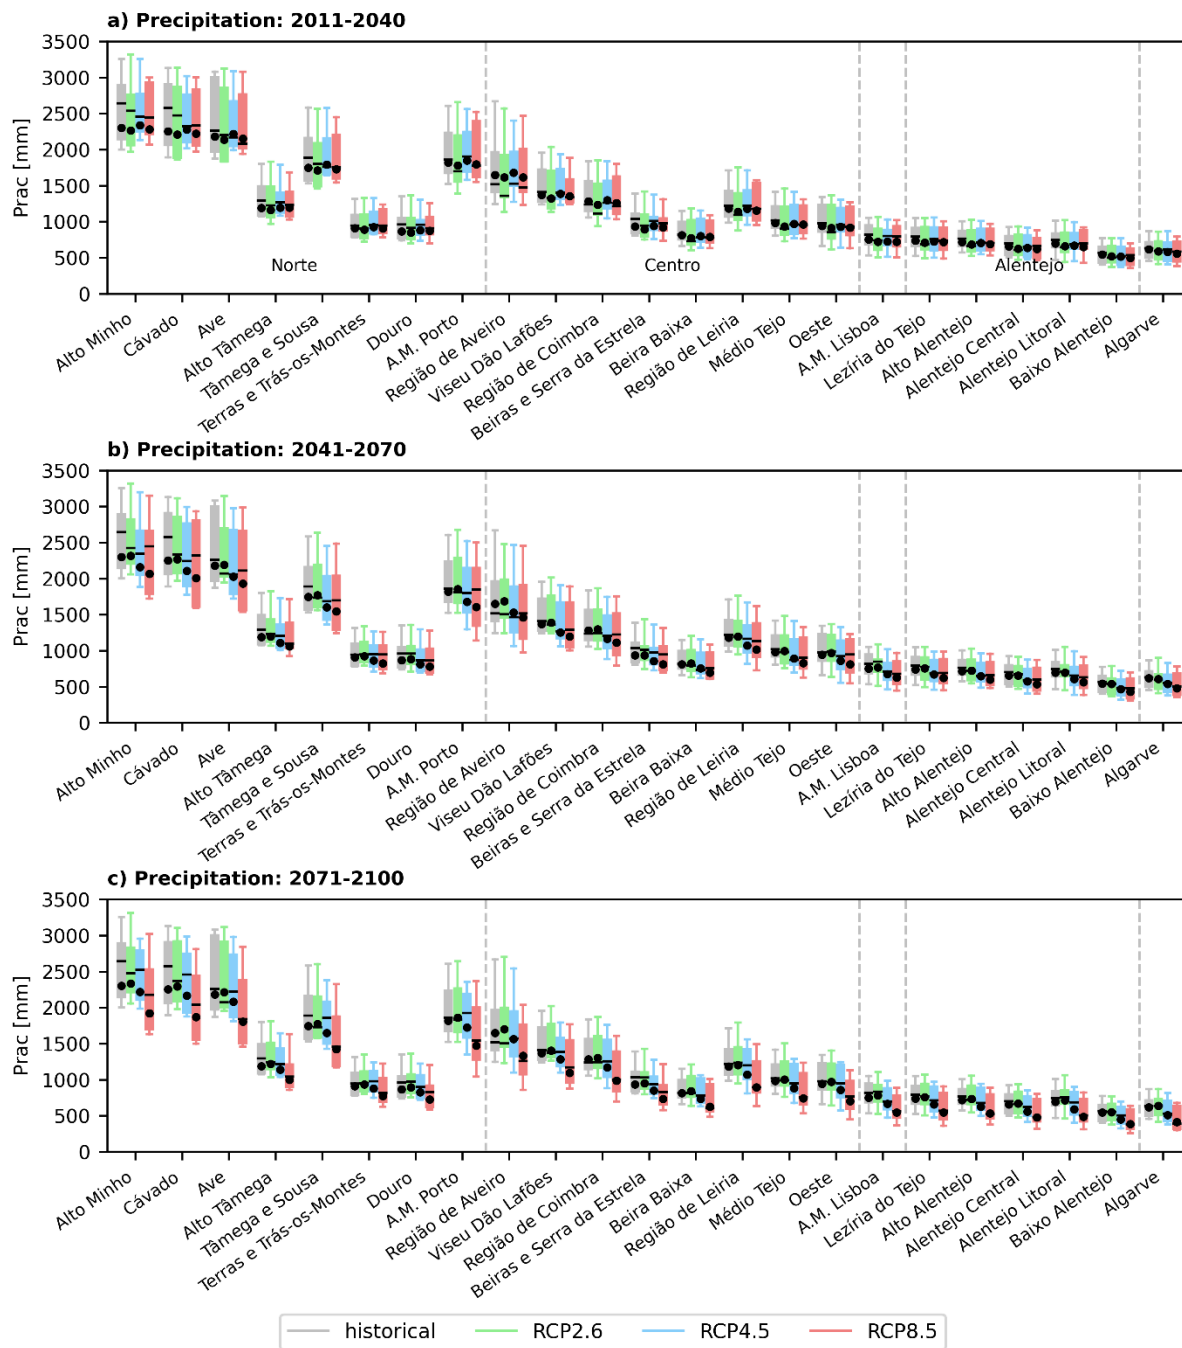 a) Precipitation: 2011-2040
Prac [mm]
3500
3000
2500
2000
1500
1000
500
0
Norte
Centro
Alentejo
Alto Minho
Cávado
Ave
Alto Tâmega
Tâmega e Sousa
Terras e Trás-os-Montes
Douro
A.M. Porto
Região de Aveiro
Viseu Dão Lafões
Região de Coimbra
Beiras e Serra da Estrela
Beira Baixa
Região de Leiria
Médio Tejo
Oeste
A.M. Lisboa
Lezíria do Tejo
Alto Alentejo
Alentejo Central
Alentejo Litoral
Baixo Alentejo
Algarve
b) Precipitation: 2041-2070
Prac [mm]
3500
3000
2500
2000
1500
1000
500
0
Alto Minho
Cávado
Ave
Alto Tâmega
Tâmega e Sousa
Terras e Trás-os-Montes
Douro
A.M. Porto
Região de Aveiro
Viseu Dão Lafões
Região de Coimbra
Beiras e Serra da Estrela
Beira Baixa
Região de Leiria
Médio Tejo
Oeste
A.M. Lisboa
Lezíria do Tejo
Alto Alentejo
Alentejo Central
Alentejo Litoral
Baixo Alentejo
Algarve
c) Precipitation: 2071-2100
Prac [mm]
3500
3000
2500
2000
1500
1000
500
0
Alto Minho
Cávado
Ave
Alto Tâmega
Tâmega e Sousa
Terras e Trás-os-Montes
Douro
A.M. Porto
Região de Aveiro
Viseu Dão Lafões
Região de Coimbra
Beiras e Serra da Estrela
Beira Baixa
Região de Leiria
Médio Tejo
Oeste
A.M. Lisboa
Lezíria do Tejo
Alto Alentejo
Alentejo Central
Alentejo Litoral
Baixo Alentejo
Algarve
historical
RCP2.6
RCP4.5
RCP8.5